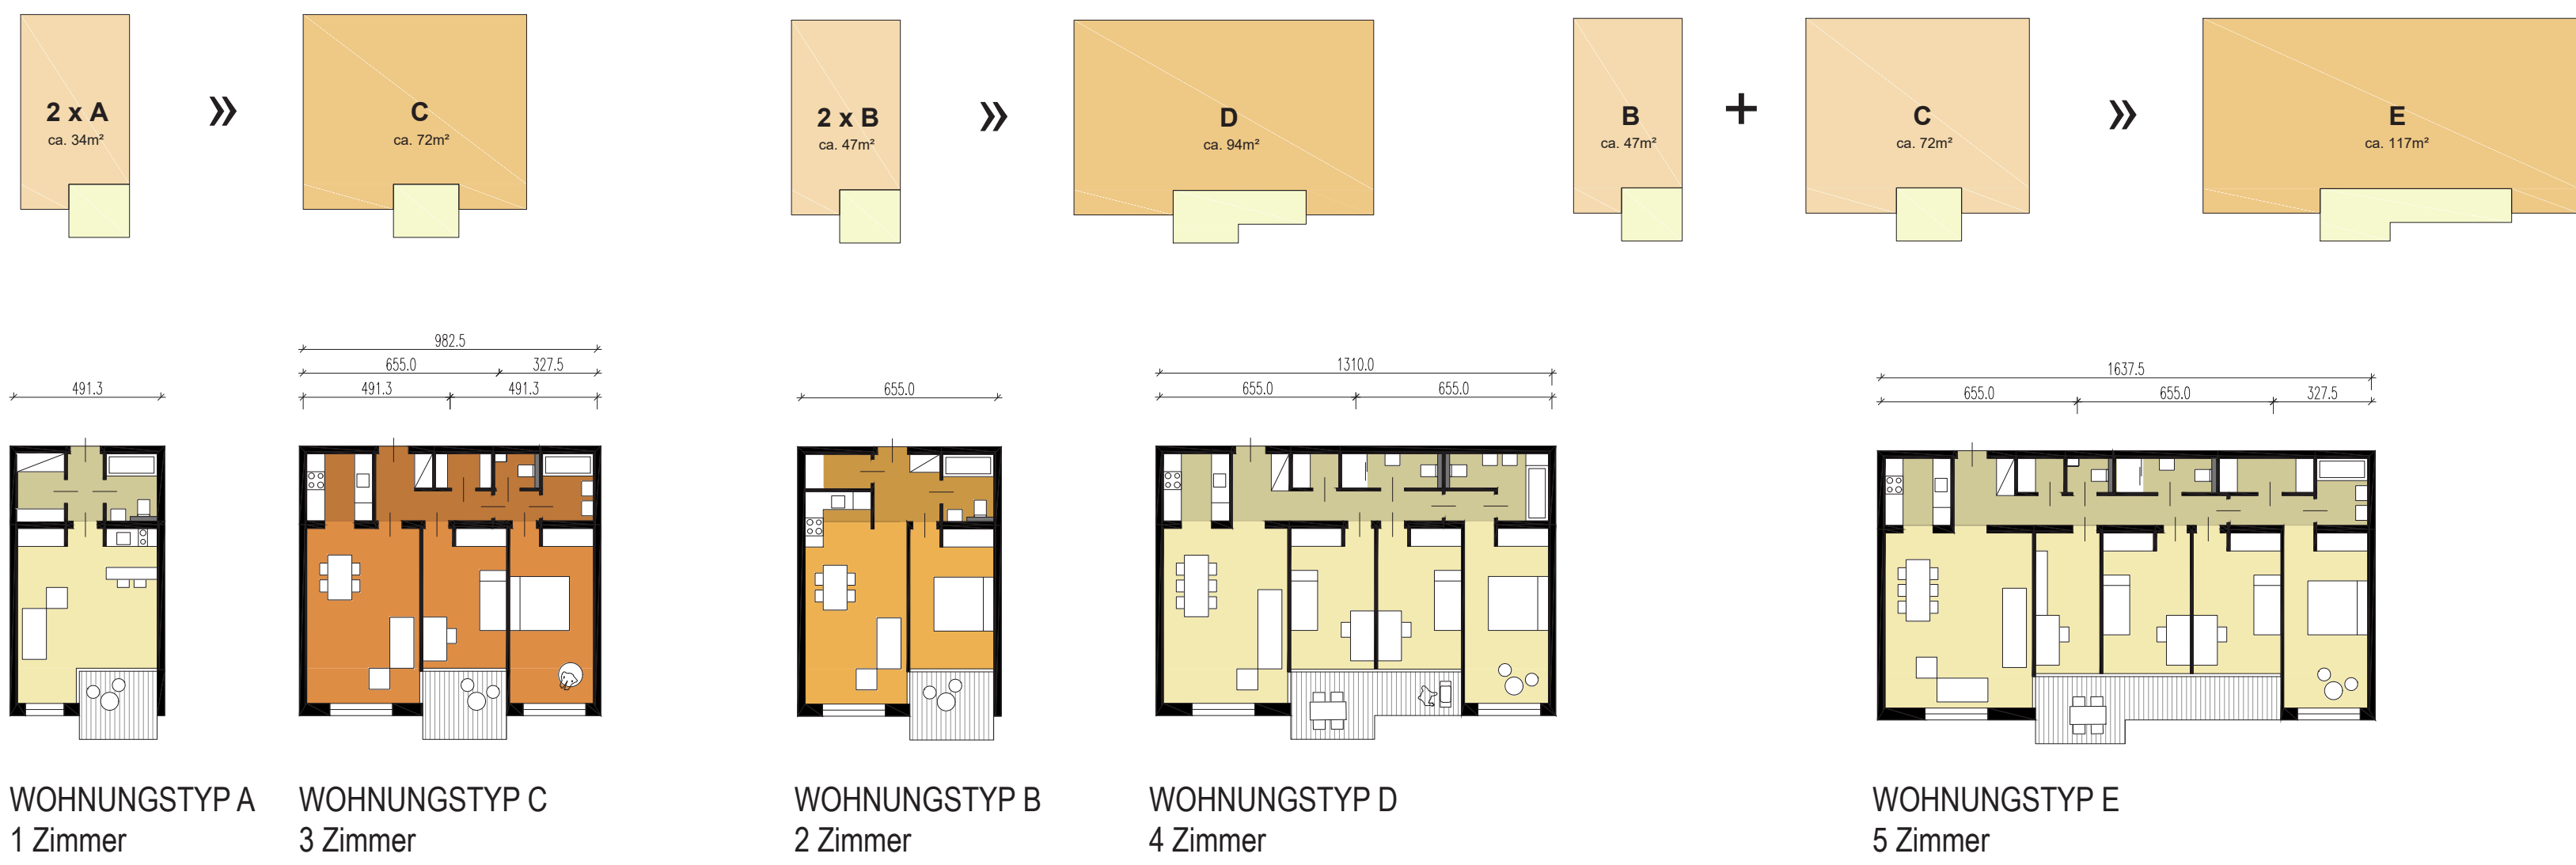 2 x A
ca. 34m²
»
C
ca. 72m²
2 x B
ca. 47m²
»
D
ca. 94m²
B
ca. 47m²
+
C
ca. 72m²
»
E
ca. 117m²
491.3
982.5
655.0 327.5
491.3 491.3
655.0
1310.0
655.0 655.0
1637.5
655.0 655.0 327.5
WOHNUNGSTYP A
1 Zimmer
WOHNUNGSTYP C
3 Zimmer
WOHNUNGSTYP B
2 Zimmer
WOHNUNGSTYP D
4 Zimmer
WOHNUNGSTYP E
5 Zimmer